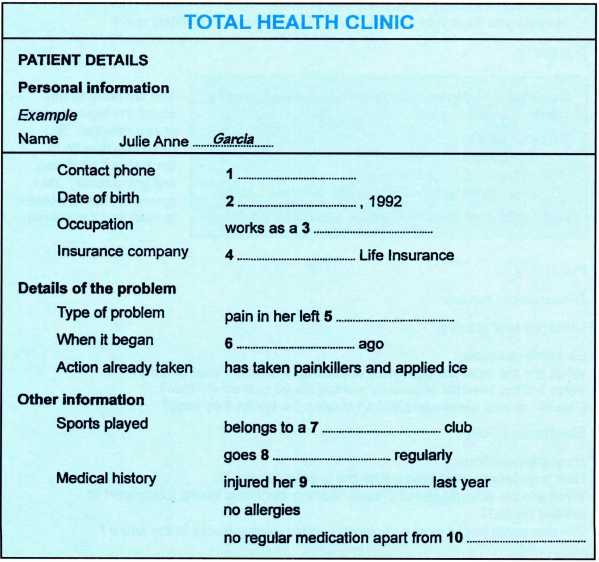 TOTAL HEALTH CLINIC
PATIENT DETAILS
Personal information
Example
Name Julie Anne ......Garcia......
Contact phone 1 ....................................
Date of birth 2 .................................... , 1992
Occupation works as a 3 ....................................
Insurance company 4 .................................... Life Insurance
Details of the problem
Type of problem pain in her left 5 ....................................
When it began 6 .................................... ago
Action already taken has taken painkillers and applied ice
Other information
Sports played belongs to a 7 .................................... club
goes 8 .................................... regularly
Medical history injured her 9 .................................... last year
no allergies
no regular medication apart from 10 ....................................